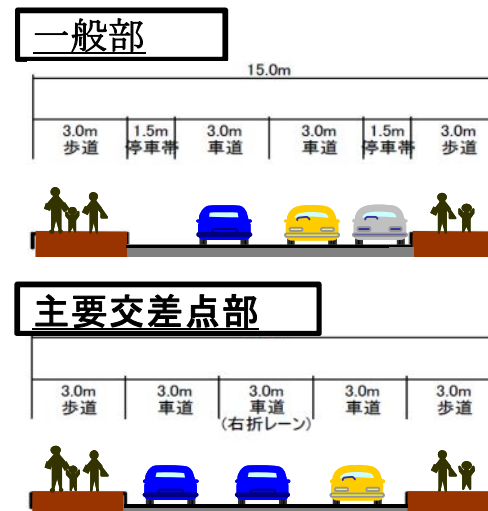 一般部
15.0m
3.0m 1.5m 3.0m 3.0m 1.5m 3.0m
歩道 停車帯 車道 車道 停車帯 歩道
主要交差点部
3.0m 3.0m 3.0m 3.0m 3.0m
歩道 車道 車道 車道 歩道
(右折レーン)